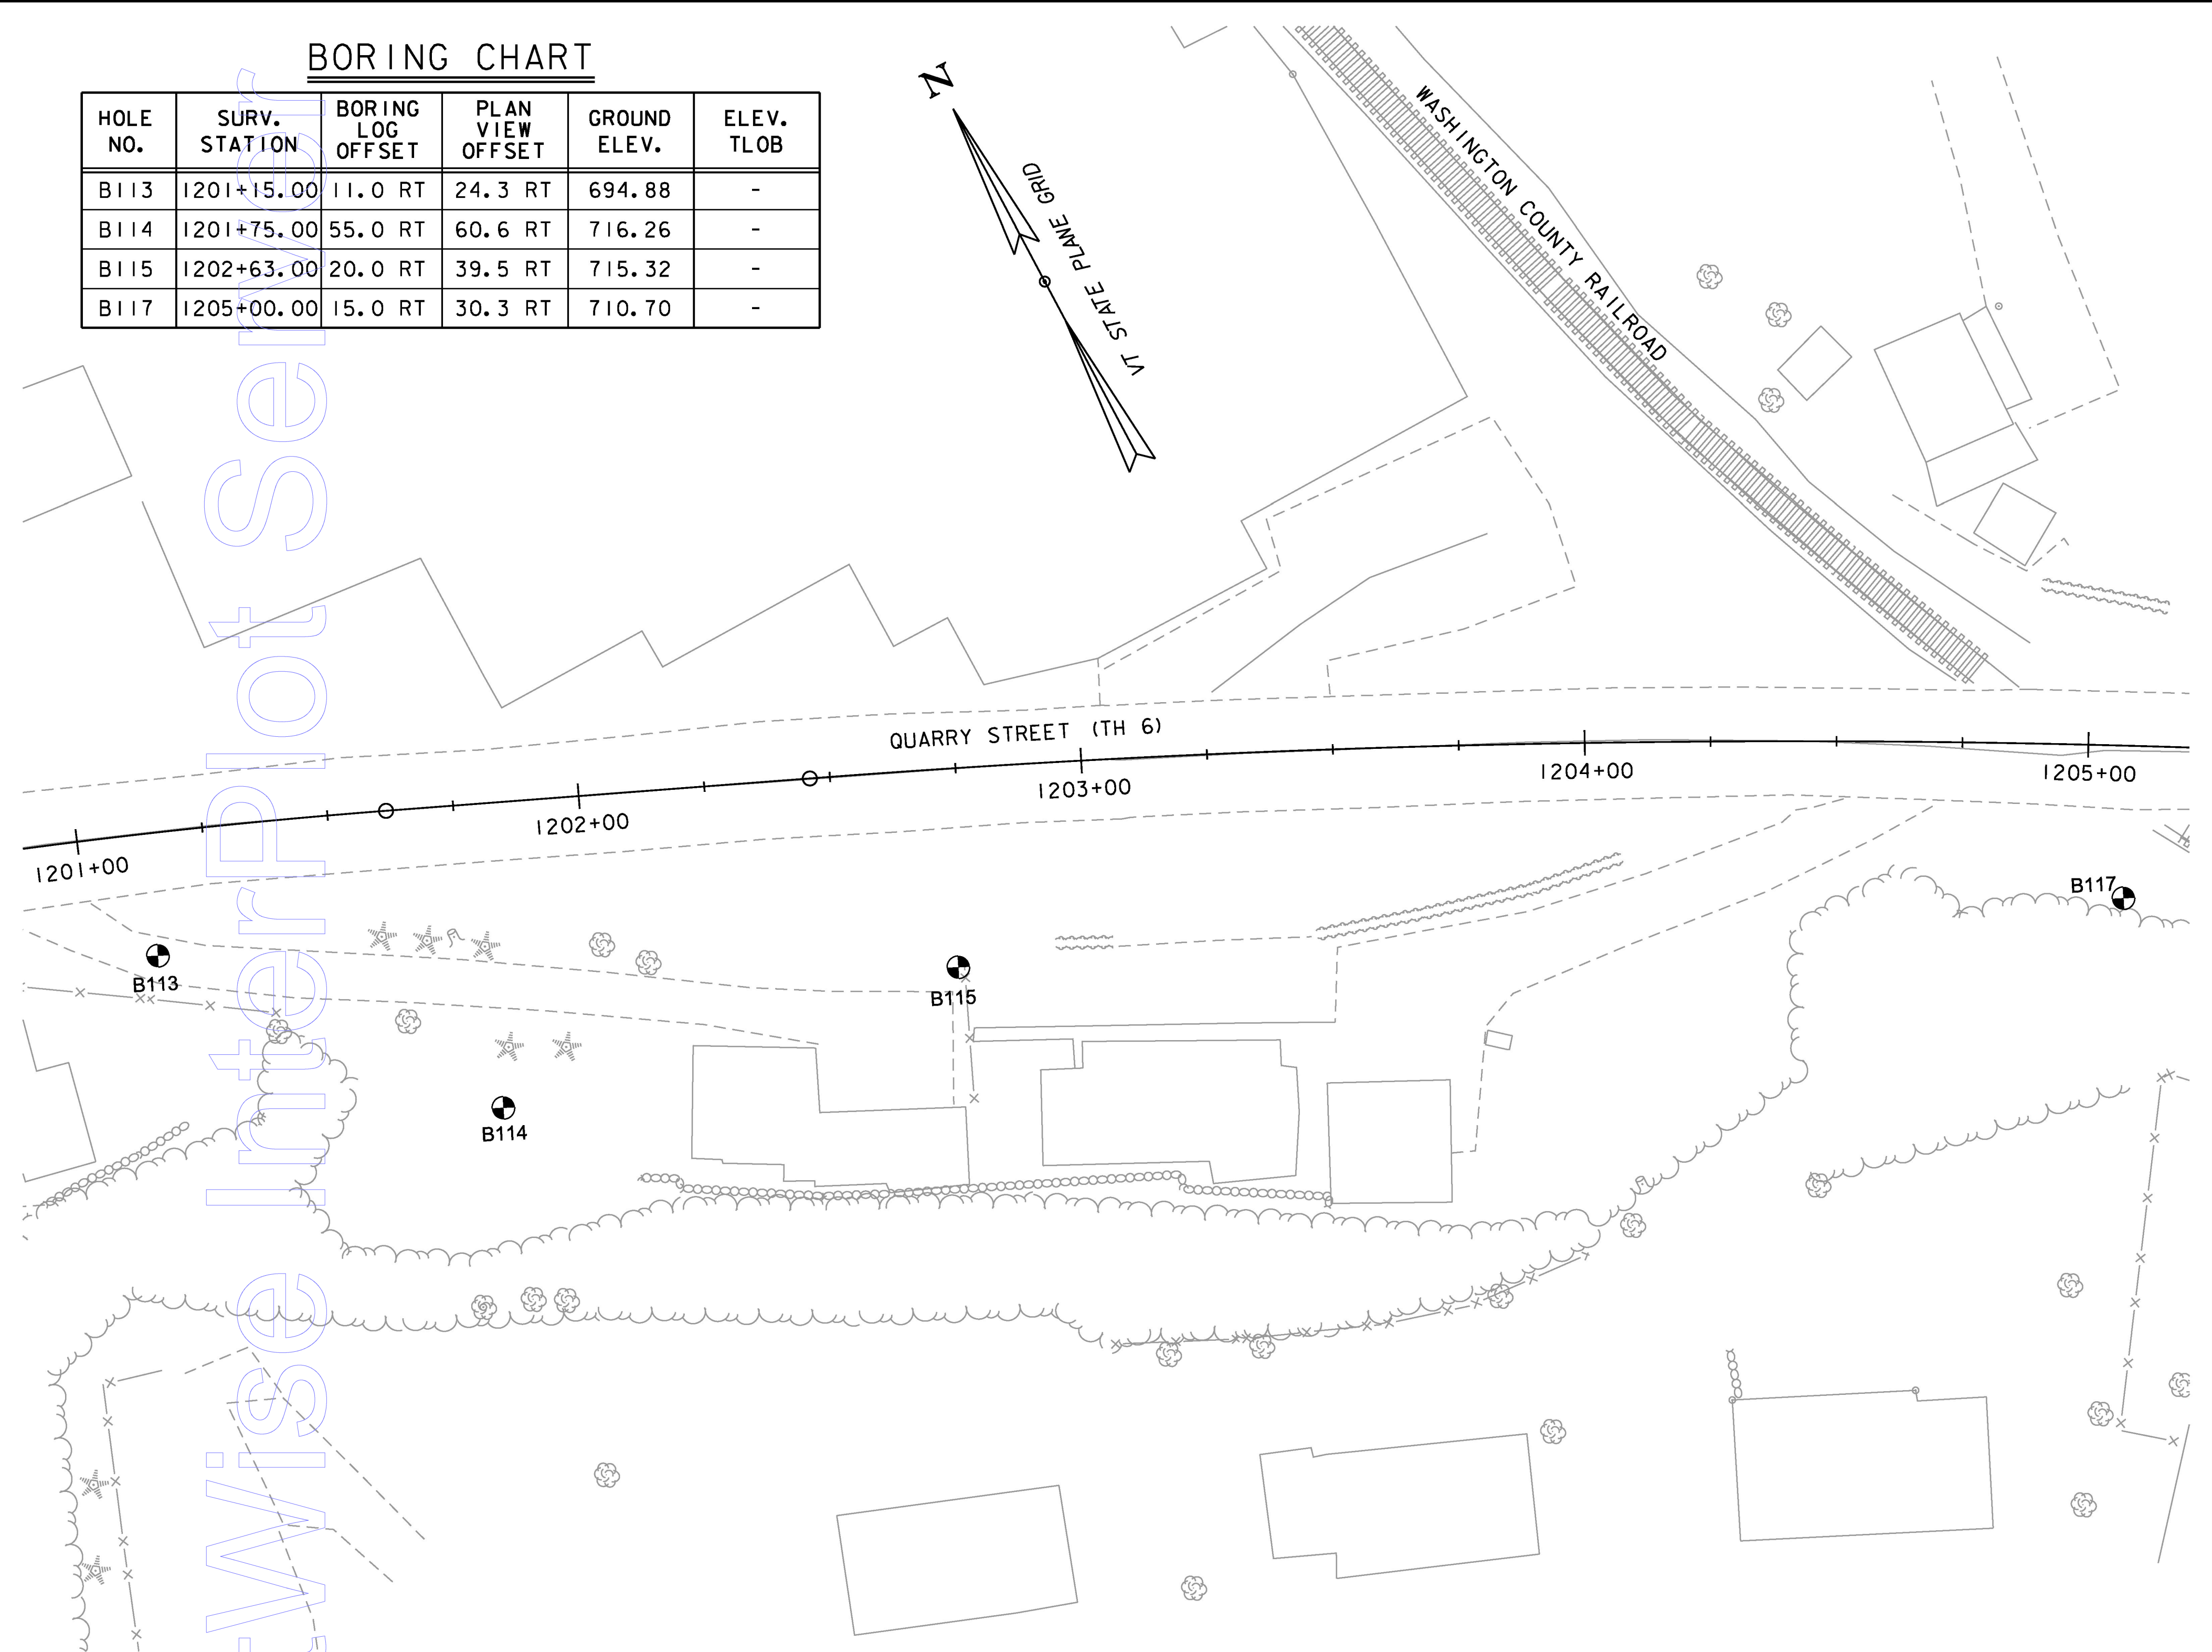 BORING CHART
HOLE NO. SURV. STATION BORING LOG OFFSET PLAN VIEW OFFSET GROUND ELEV. ELEV. TLOB
B113 1201+15.00 11.0 RT 24.3 RT 694.88 -
B114 1201+75.00 55.0 RT 60.6 RT 716.26 -
B115 1202+63.00 20.0 RT 39.5 RT 715.32 -
B117 1205+00.00 15.0 RT 30.3 RT 710.70 -
N
VT STATE PLANE GRID
WASHINGTON COUNTY RAILROAD
QUARRY STREET (TH 6)
1201+00
1202+00
1203+00
1204+00
1205+00
B113
B114
B115
B117
tWise InterPlot Server